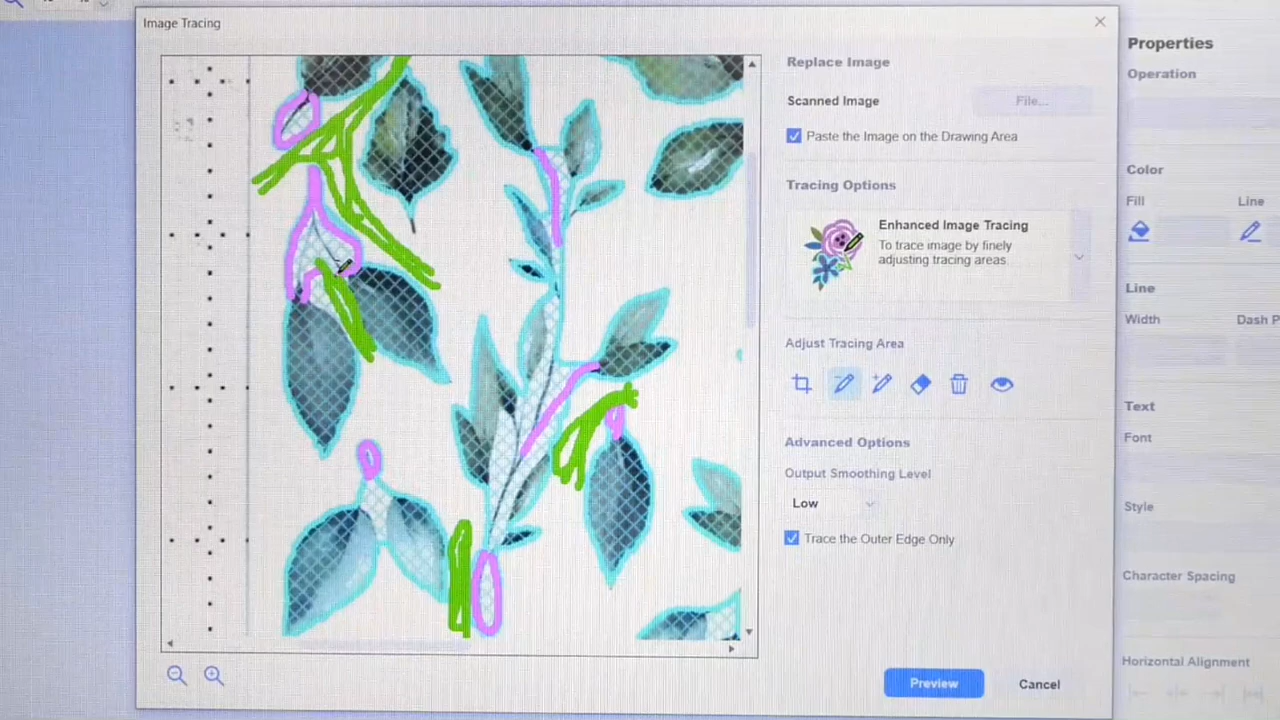 Image Tracing
Replace Image
Scanned Image
File...
Paste the Image on the Drawing Area
Tracing Options
Enhanced Image Tracing
To trace image by finely
adjusting tracing areas.
Adjust Tracing Area
Advanced Options
Output Smoothing Level
Low
Trace the Outer Edge Only
Preview
Cancel
Properties
Operation
Color
Fill
Line
Line
Width
Dash P
Text
Font
Style
Character Spacing
Horizontal Alignment